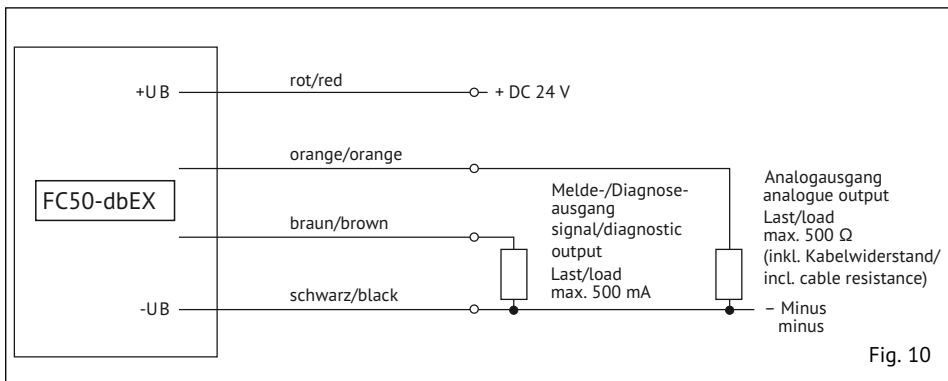 +UB
rot/red
+ DC 24 V
orange/orange
FC50-dbEX
Melde-/Diagnose-
ausgang
signal/diagnostic
output
Last/load
max. 500 mA
Analogausgang
analogue output
Last/load
max. 500 Ω
(inkl. Kabelwiderstand/
incl. cable resistance)
braun/brown
-UB
schwarz/black
– Minus
minus
Fig. 10